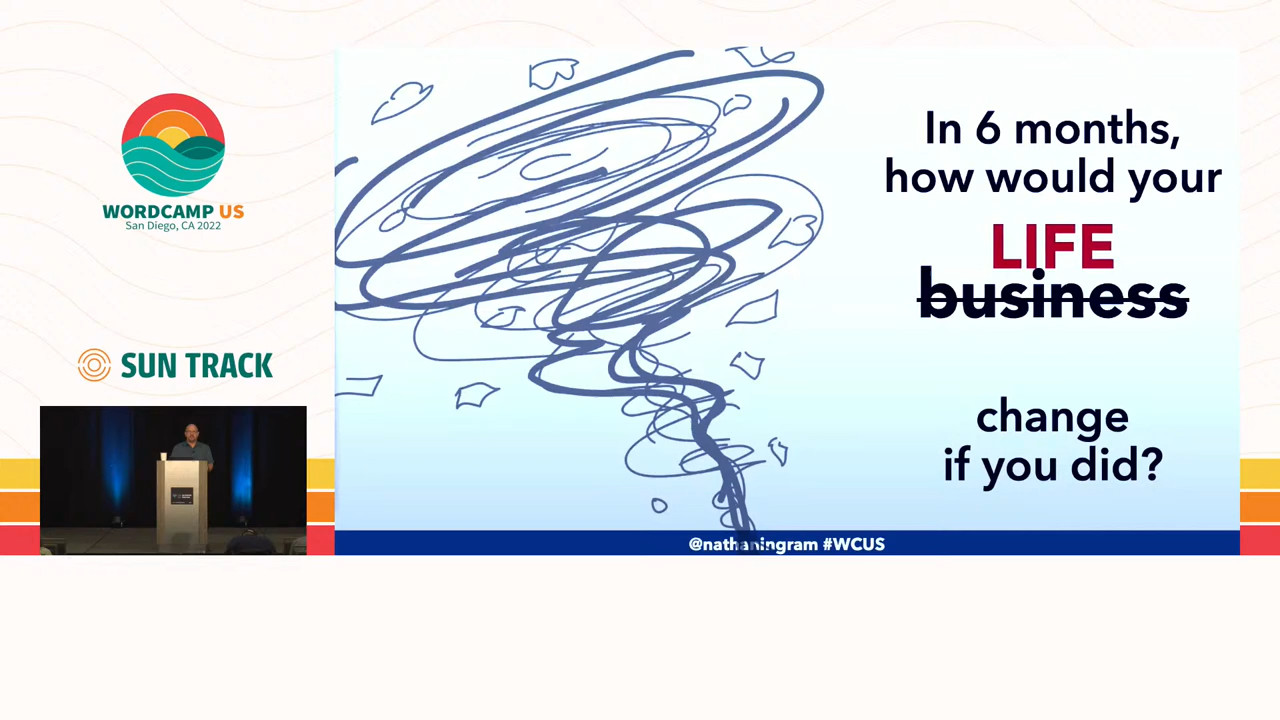 WORDCAMP US
San Diego, CA 2022
SUN TRACK
In 6 months,
how would your
LIFE
business
change
if you did?
@nathaningram #WCUS